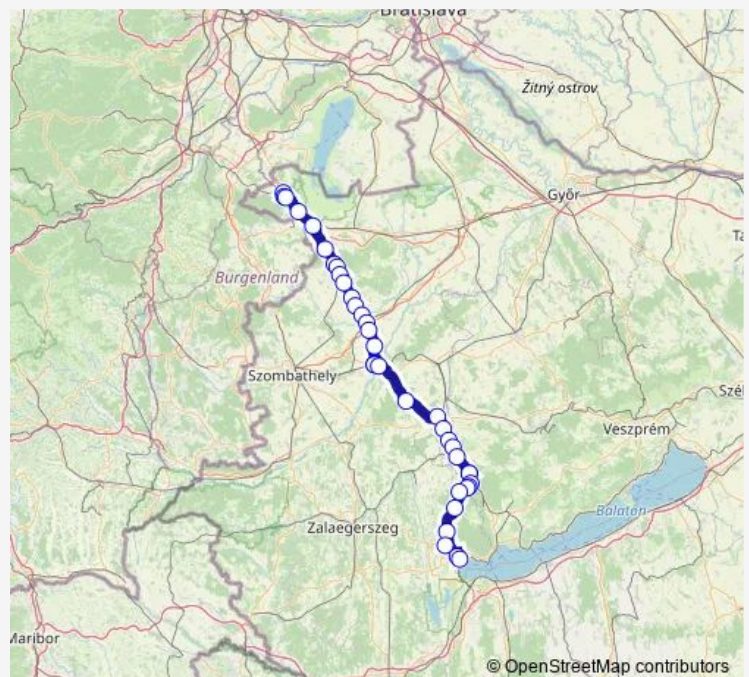 Bratislava
Žitný ostrov
Győr
Burgenland
Szombathely
Veszprém
Balaton
Zalaegerszeg
Maribor
© OpenStreetMap contributors